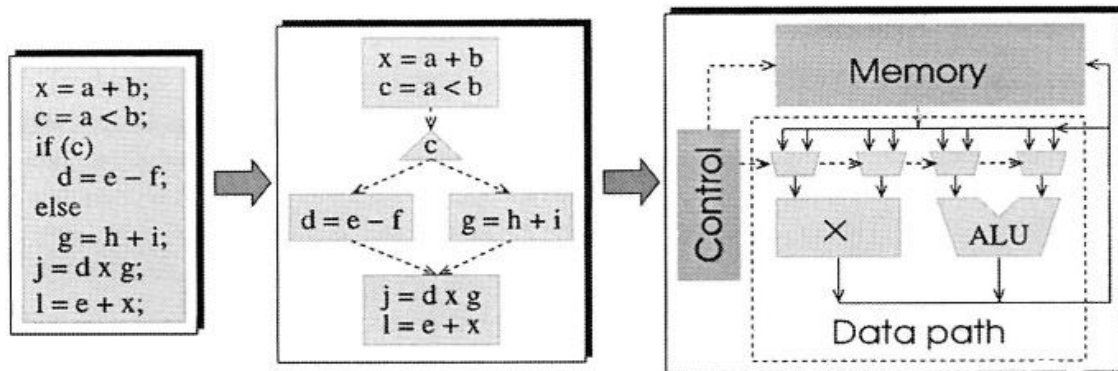 x = a + b;
c = a < b;
if (c)
d = e – f;
else
g = h + i;
j = d x g;
l = e + x;
x = a + b
c = a < b
c
d = e – f
g = h + i
j = d x g
l = e + x
Memory
Control
×
ALU
Data path